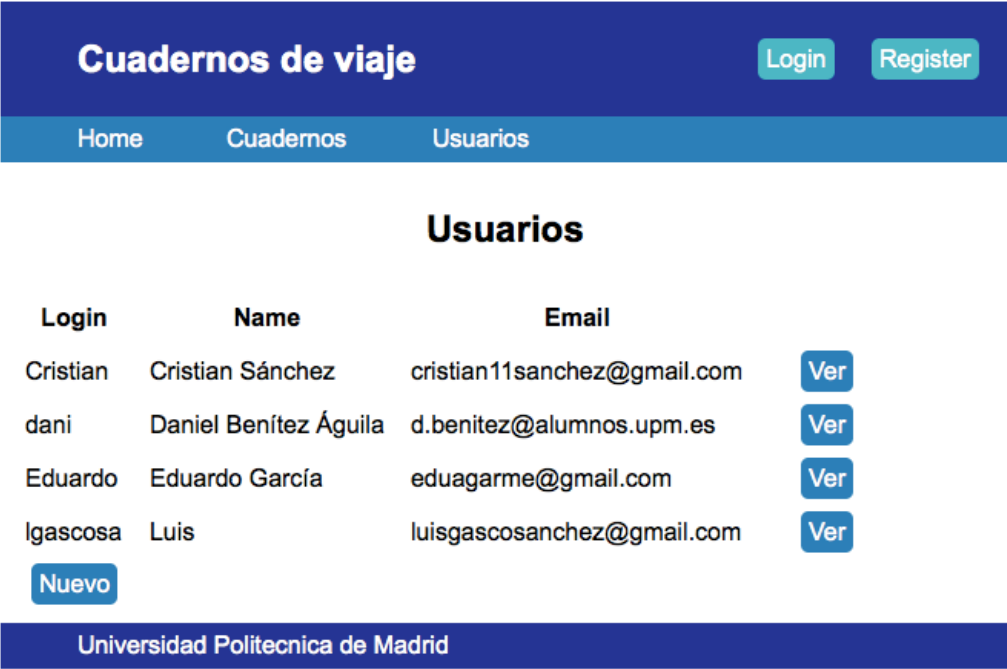 Cuadernos de viaje Login Register
Home Cuadernos Usuarios
Usuarios
Login Name Email
Cristian Cristian Sánchez cristian11sanchez@gmail.com Ver
dani Daniel Benítez Águila d.benitez@alumnos.upm.es Ver
Eduardo Eduardo García eduagarme@gmail.com Ver
lgascosa Luis luisgascosanchez@gmail.com Ver
Nuevo
Universidad Politecnica de Madrid